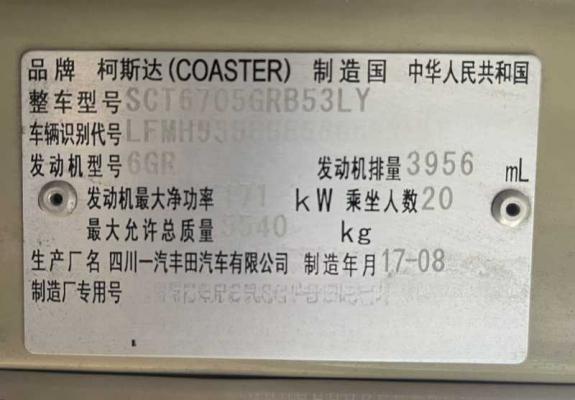 品牌 柯斯达(COASTER) 制造国 中华人民共和国
整车型号 SCT6705GRB53LY
车辆识别代号
发动机型号 6GR 发动机排量 3956 mL
发动机最大净功率 171 kW 乘坐人数 20
最大允许总质量 5540 kg
生产厂名 四川一汽丰田汽车有限公司 制造年月 17-08
制造厂专用号